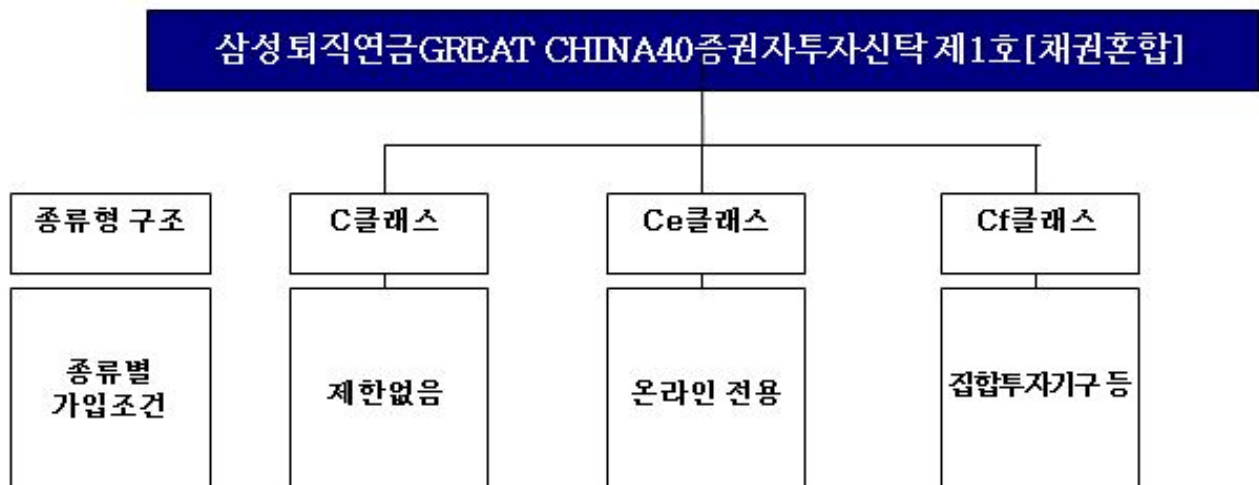 삼성퇴직연금GREAT CHINA40증권자투자신탁 제1호[채권혼합]
종류형 구조
C클래스
Ce클래스
Cf클래스
종류별
가입조건
제한없음
온라인 전용
집합투자기구 등